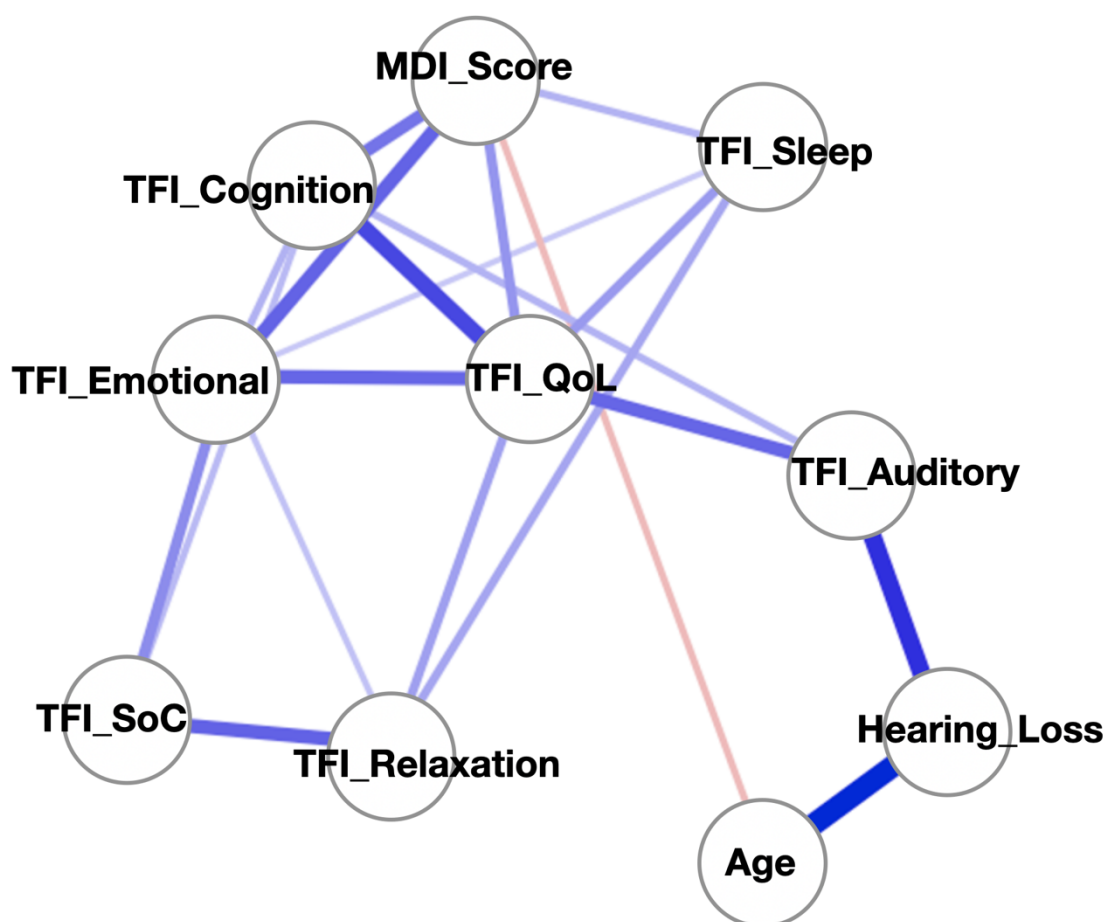 MDI_Score
TFI_Sleep
TFI_Cognition
TFI_Emotional
TFI_QoL
TFI_Auditory
TFI_SoC
TFI_Relaxation
Hearing_Loss
Age